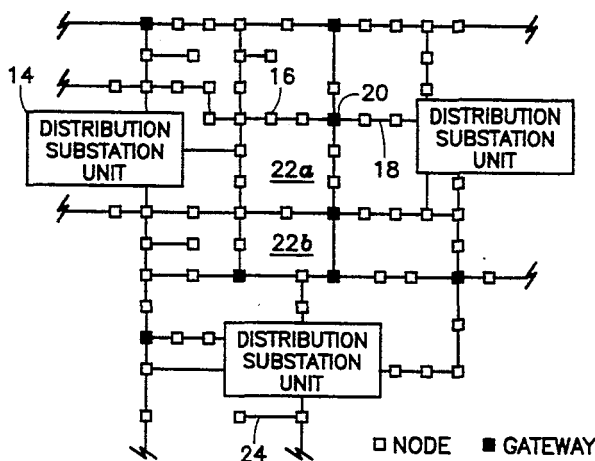 16
14
20
DISTRIBUTION
SUBSTATION
UNIT
DISTRIBUTION
SUBSTATION
UNIT
18
22a
22b
DISTRIBUTION
SUBSTATION
UNIT
24
NODE
GATEWAY